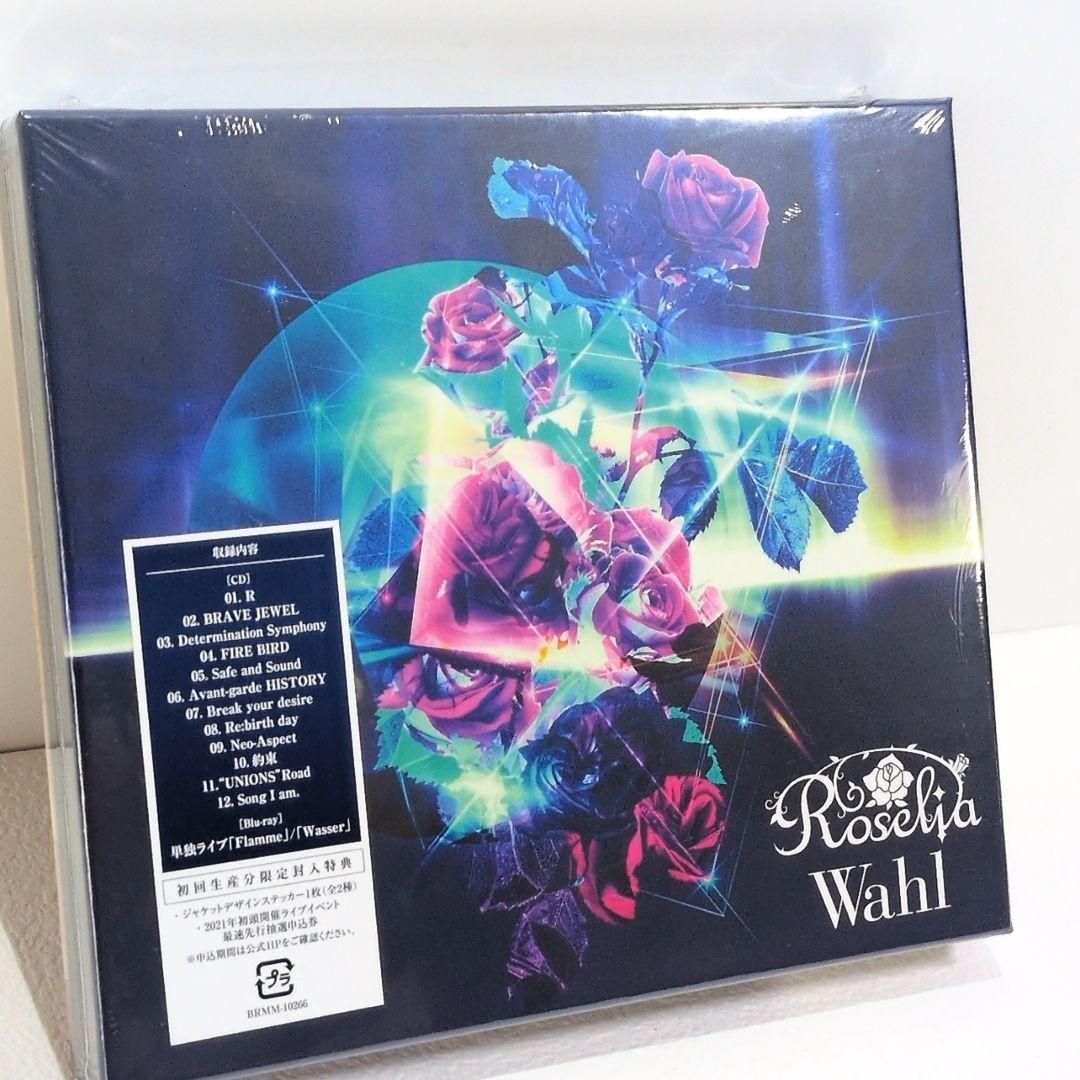 収録内容
[CD]
01. R
02. BRAVE JEWEL
03. Determination Symphony
04. FIRE BIRD
05. Safe and Sound
06. Avant-garde HISTORY
07. Break your desire
08. Re:birth day
09. Neo-Aspect
10. 約束
11. "UNIONS" Road
12. Song I am.
[Blu-ray]
単独ライブ「Flamme」/「Wasser」
初回生産分限定封入特典
・ジャケットデザインステッカー1枚(全2種)
・2021年初頭開催ライブイベント
最速先行抽選申込券
※申込期間は公式HPをご確認ください。
プラ
BRMM-10266
Roselia
Wahl